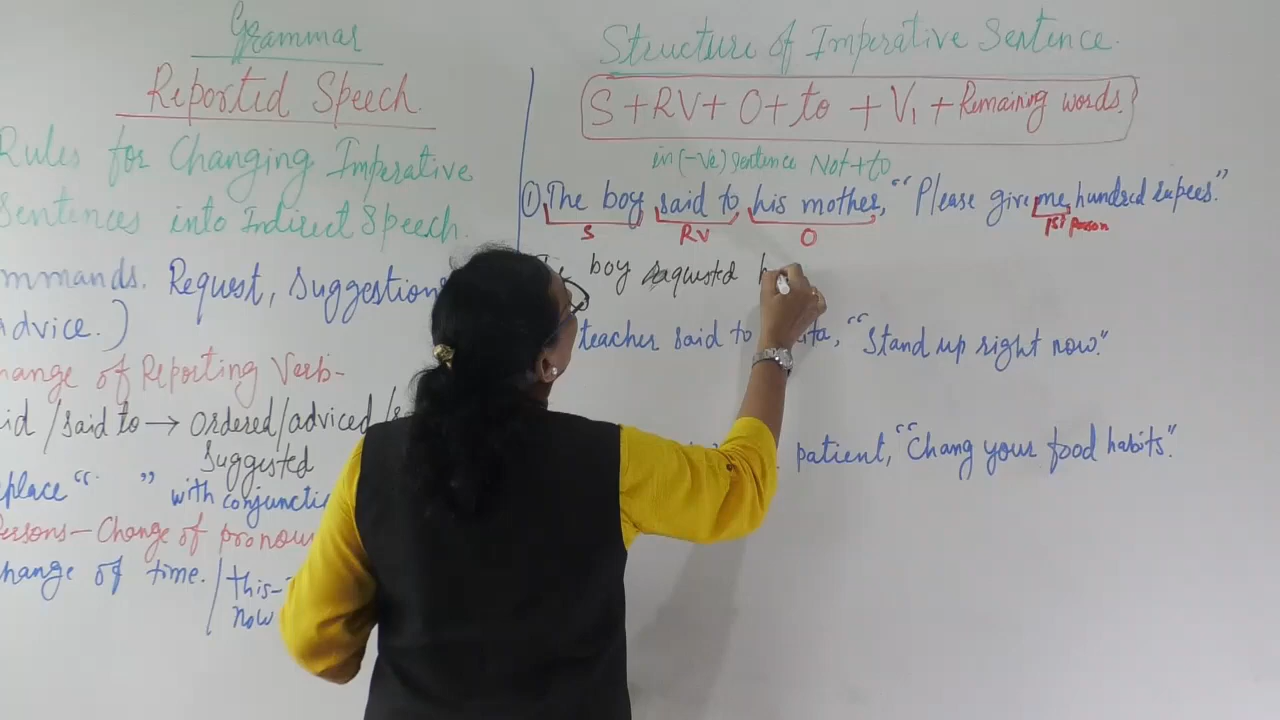 Grammar
Reported Speech.
Rules for Changing Imperative
Sentences into Indirect Speech.
mmands. Request, Suggestion
advice.)
hange of Reporting Verb-
id / said to → Ordered/adviced/
Suggested
place “ ” with conjuncti
Persons - Change of pronou
hange of time. / this-
now
Structure of Imperative Sentence.
S + RV + O + to + V1 + Remaining words.
in (-ve) sentence Not + to
① The boy said to his mother, “Please give me hundred rupees.”
S RV O 1st person
boy requested h
teacher said to ita, “Stand up right now.”
patient, “Chang your food habits.”